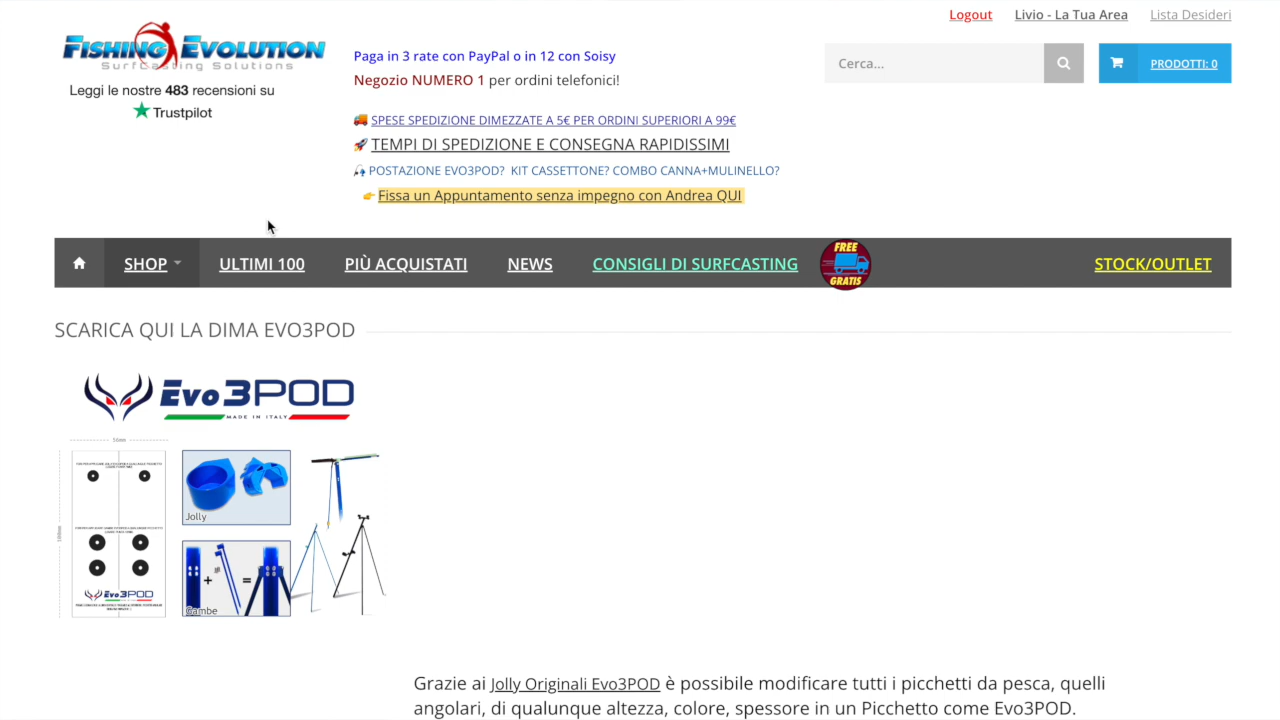 Logout
Livio - La Tua Area
Lista Desideri
FISHING EVOLUTION
SurfCasting Solutions
Leggi le nostre 483 recensioni su
Trustpilot
Paga in 3 rate con PayPal o in 12 con Soisy
Negozio NUMERO 1 per ordini telefonici!
SPESE SPEDIZIONE DIMEZZATE A 5€ PER ORDINI SUPERIORI A 99€
TEMPI DI SPEDIZIONE E CONSEGNA RAPIDISSIMI
POSTAZIONE EVO3POD? KIT CASSETTONE? COMBO CANNA+MULINELLO?
Fissa un Appuntamento senza impegno con Andrea QUI
Cerca...
PRODOTTI: 0
SHOP
ULTIMI 100
PIÙ ACQUISTATI
NEWS
CONSIGLI DI SURFCASTING
FREE
GRATIS
STOCK/OUTLET
SCARICA QUI LA DIMA EVO3POD
Evo3POD
MADE IN ITALY
Jolly
Evo3POD
+
=
Gambe
Grazie ai Jolly Originali Evo3POD è possibile modificare tutti i picchetti da pesca, quelli
angolari, di qualunque altezza, colore, spessore in un Picchetto come Evo3POD.